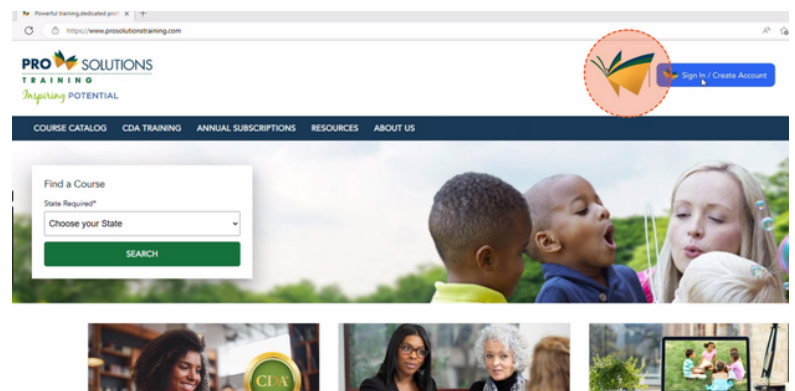 Powerful training,dedicated prof
https://www.prosolutionstraining.com
PRO SOLUTIONS
TRAINING
Inspiring POTENTIAL
Sign In / Create Account
COURSE CATALOG CDA TRAINING ANNUAL SUBSCRIPTIONS RESOURCES ABOUT US
Find a Course
State Required*
Choose your State
SEARCH
CDA